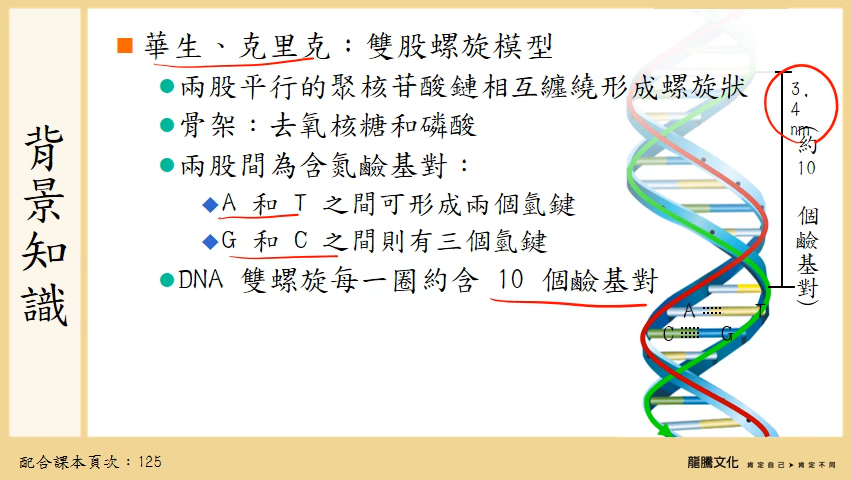 背景知識
華生、克里克：雙股螺旋模型
兩股平行的聚核苷酸鏈相互纏繞形成螺旋狀
骨架：去氧核糖和磷酸
兩股間為含氮鹼基對：
A 和 T 之間可形成兩個氫鍵
G 和 C 之間則有三個氫鍵
DNA 雙螺旋每一圈約含 10 個鹼基對
3.4 nm(約 10 個鹼基對)
A T
C G
配合課本頁次：125
龍騰文化 肯定自己➤肯定不同